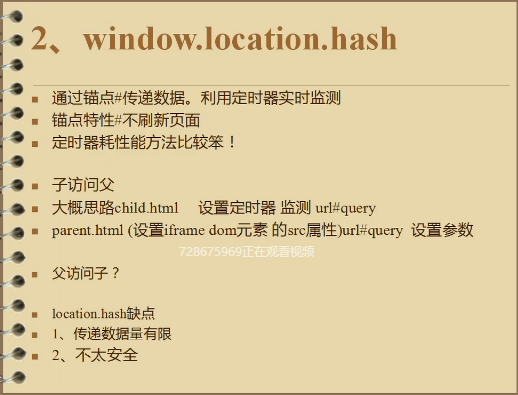 2、window.location.hash
通过锚点#传递数据。利用定时器实时监测
锚点特性#不刷新页面
定时器耗性能方法比较笨！
子访问父
大概思路child.html 设置定时器 监测 url#query
parent.html (设置iframe dom元素 的src属性)url#query 设置参数
728675969正在观看视频
父访问子？
location.hash缺点
1、传递数据量有限
2、不太安全